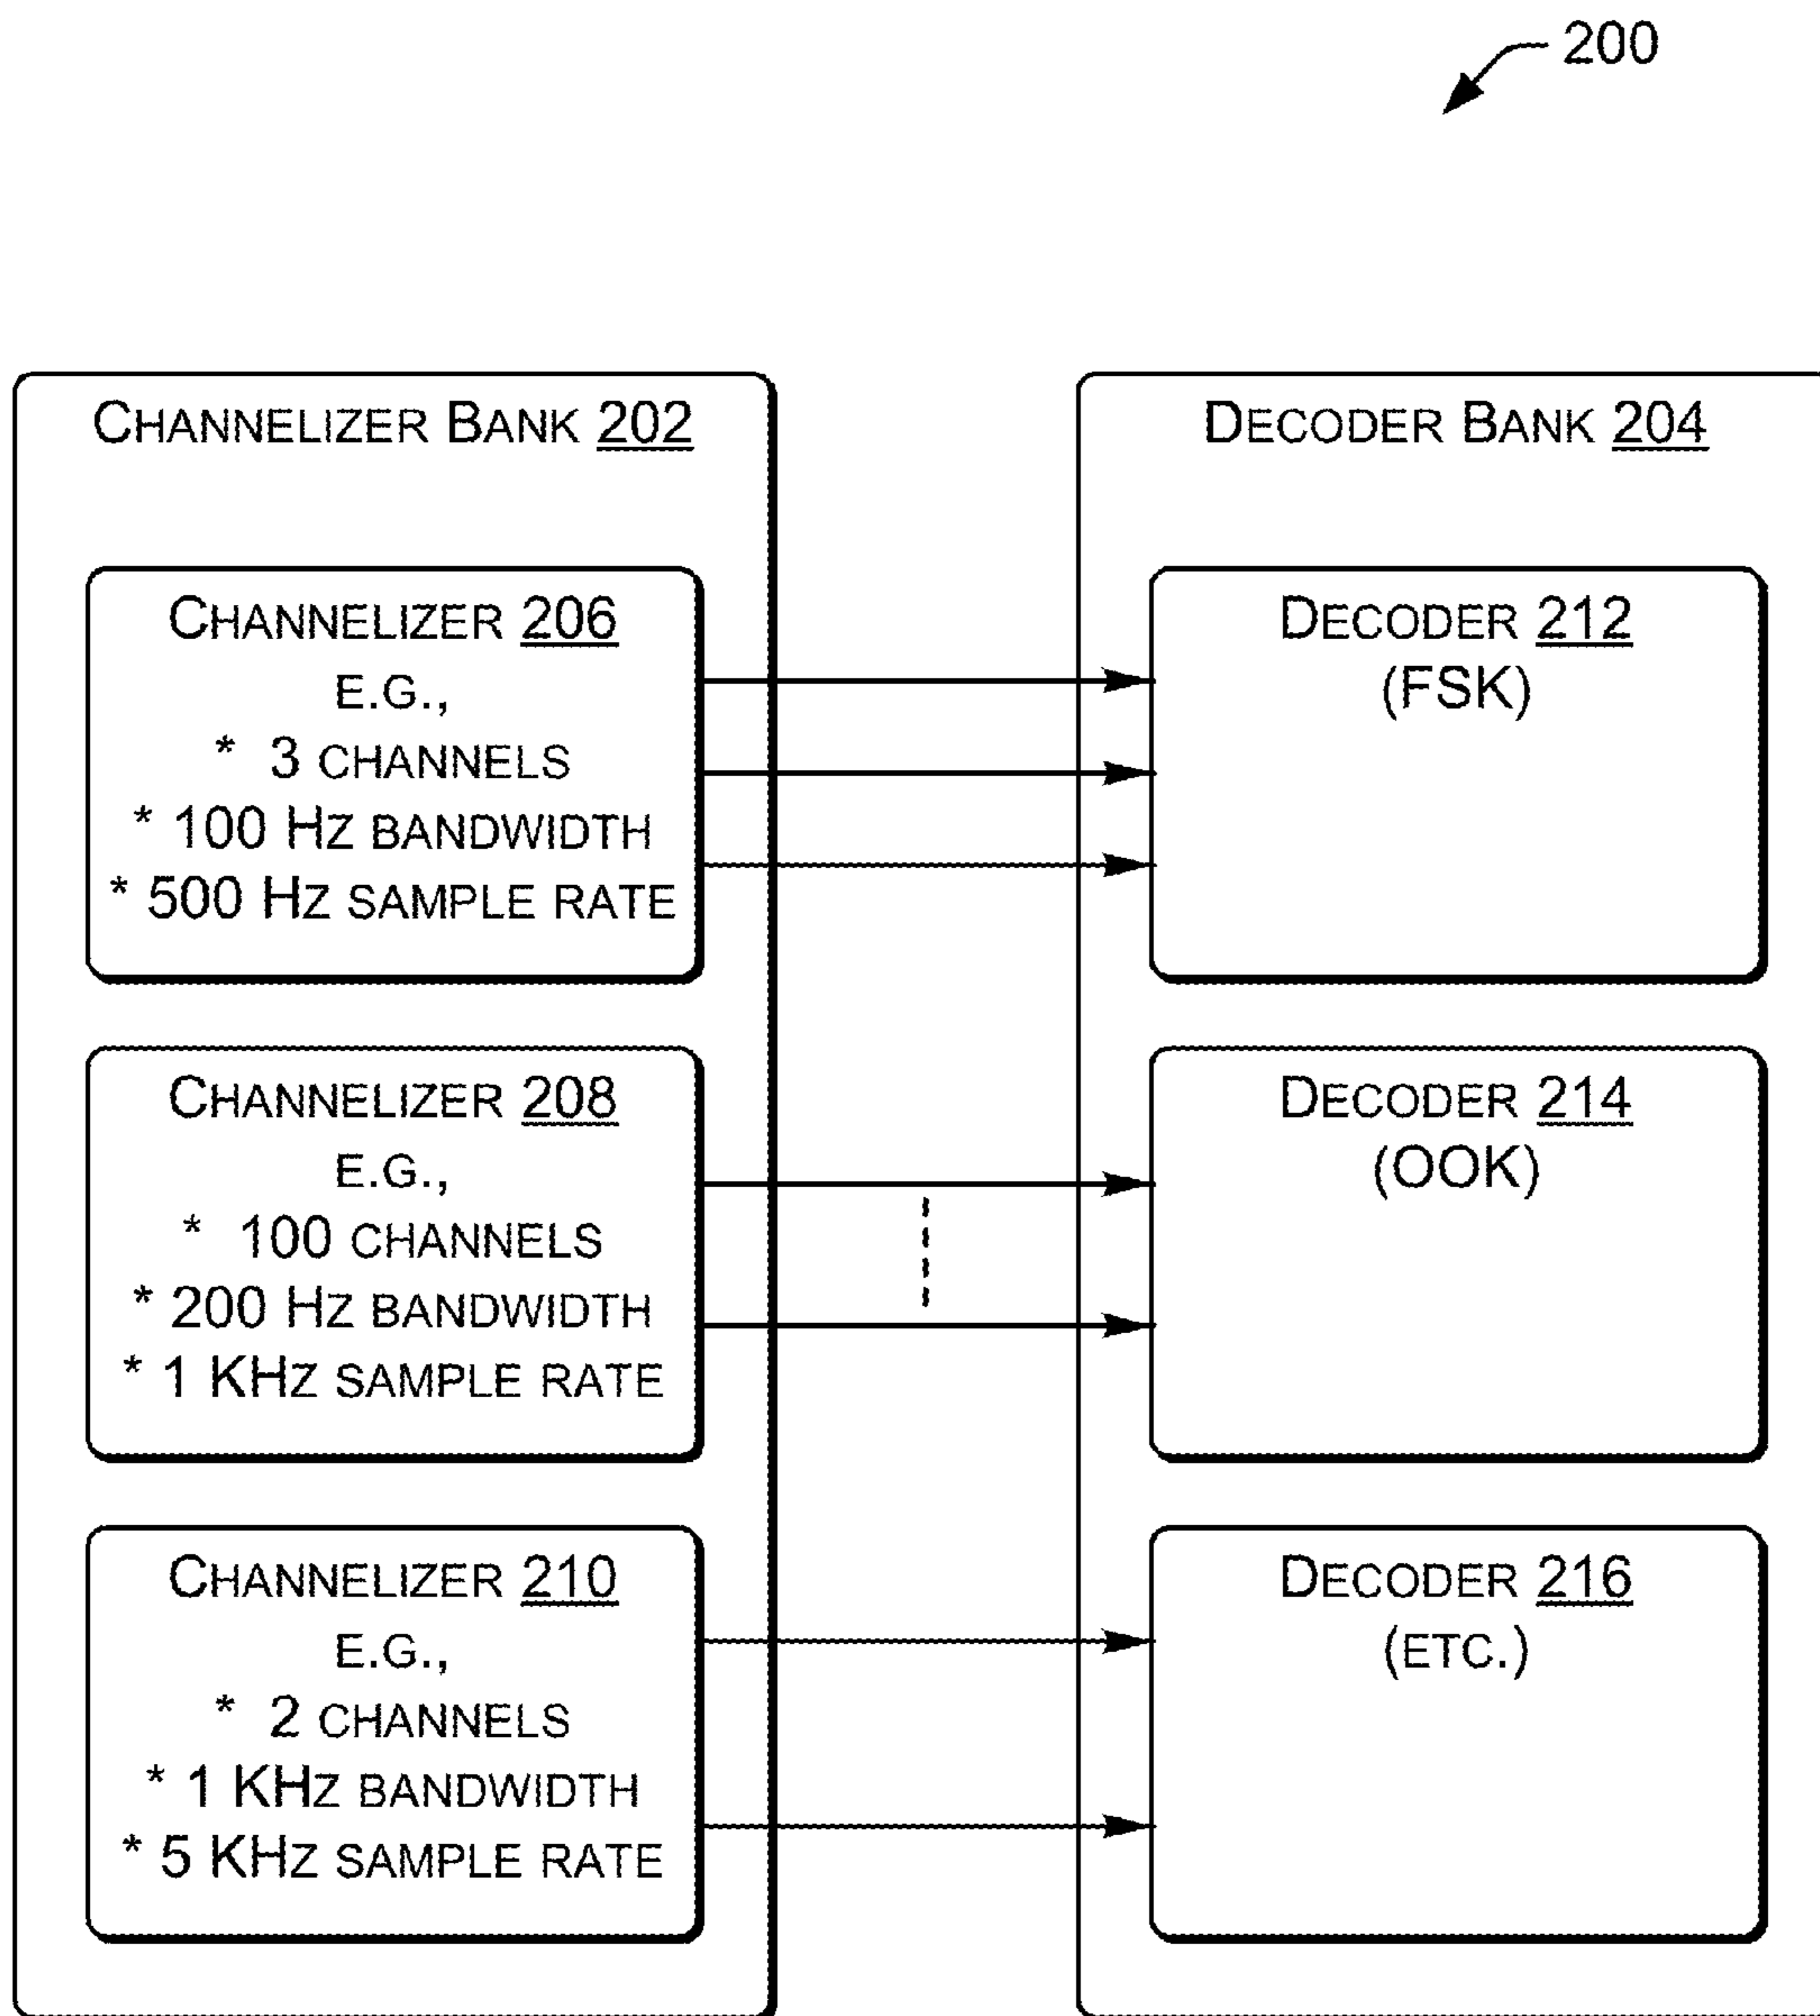 200
CHANNELIZER BANK 202
CHANNELIZER 206
E.G.,
* 3 CHANNELS
* 100 HZ BANDWIDTH
* 500 HZ SAMPLE RATE
CHANNELIZER 208
E.G.,
* 100 CHANNELS
* 200 HZ BANDWIDTH
* 1 KHZ SAMPLE RATE
CHANNELIZER 210
E.G.,
* 2 CHANNELS
* 1 KHZ BANDWIDTH
* 5 KHZ SAMPLE RATE
DECODER BANK 204
DECODER 212
(FSK)
DECODER 214
(OOK)
DECODER 216
(ETC.)